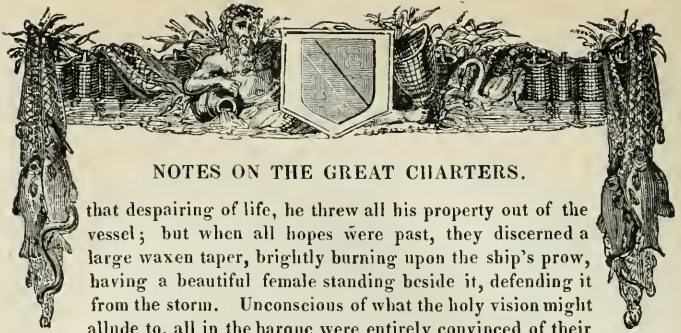 NOTES ON THE GREAT CHARTERS.
that despairing of life, he threw all his property out of the
vessel; but when all hopes were past, they discerned a
large waxen taper, brightly burning upon the ship's prow,
having a beautiful female standing beside it, defending it
from the storm. Unconscious of what the holy vision might
allude to, all in the barque were entirely convinced of their